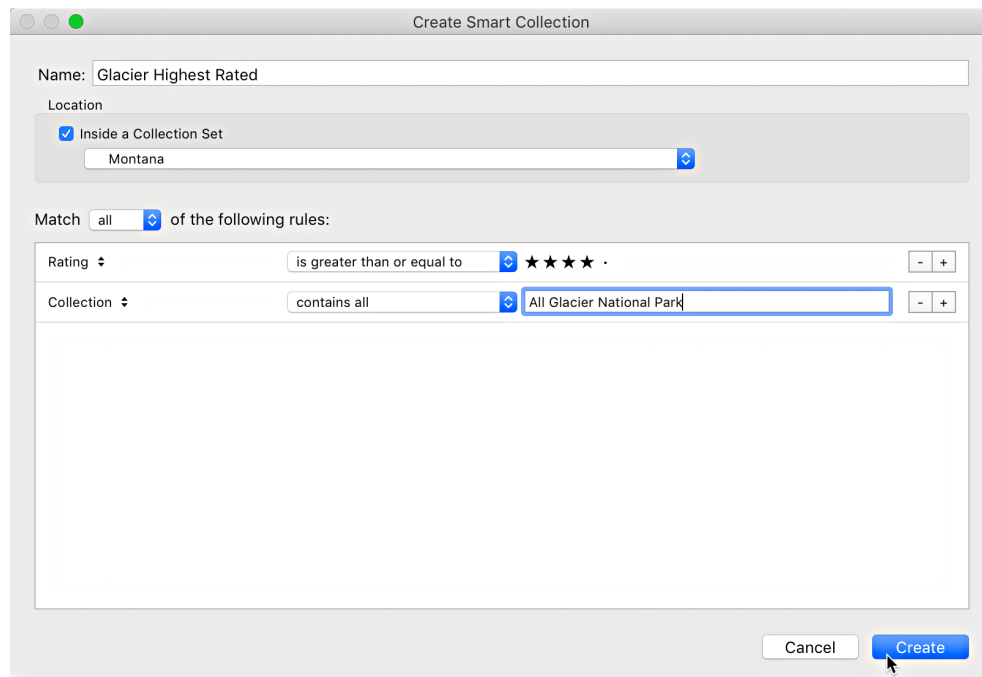 Create Smart Collection
Name: Glacier Highest Rated
Location
Inside a Collection Set
Montana
Match all of the following rules:
Rating is greater than or equal to ★★★★ · - +
Collection contains all All Glacier National Park - +
Cancel Create